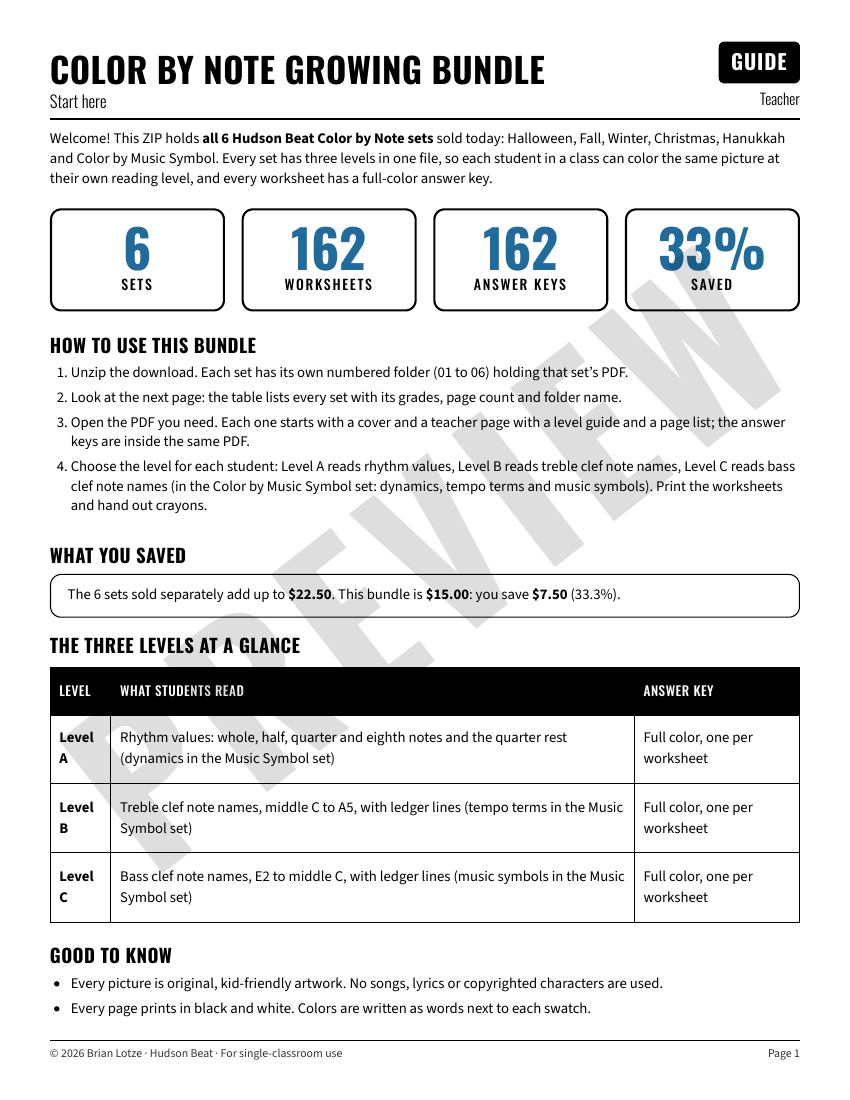 COLOR BY NOTE GROWING BUNDLE
GUIDE
Start here
Teacher
Welcome! This ZIP holds all 6 Hudson Beat Color by Note sets sold today: Halloween, Fall, Winter, Christmas, Hanukkah
and Color by Music Symbol. Every set has three levels in one file, so each student in a class can color the same picture at
their own reading level, and every worksheet has a full-color answer key.
6
SETS
162
WORKSHEETS
162
ANSWER KEYS
33%
SAVED
HOW TO USE THIS BUNDLE
1. Unzip the download. Each set has its own numbered folder (01 to 06) holding that set’s PDF.
2. Look at the next page: the table lists every set with its grades, page count and folder name.
3. Open the PDF you need. Each one starts with a cover and a teacher page with a level guide and a page list; the answer
keys are inside the same PDF.
4. Choose the level for each student: Level A reads rhythm values, Level B reads treble clef note names, Level C reads bass
clef note names (in the Color by Music Symbol set: dynamics, tempo terms and music symbols). Print the worksheets
and hand out crayons.
WHAT YOU SAVED
The 6 sets sold separately add up to $22.50. This bundle is $15.00: you save $7.50 (33.3%).
THE THREE LEVELS AT A GLANCE
LEVEL WHAT STUDENTS READ ANSWER KEY
Level A
Rhythm values: whole, half, quarter and eighth notes and the quarter rest
(dynamics in the Music Symbol set)
Full color, one per
worksheet
Level B
Treble clef note names, middle C to A5, with ledger lines (tempo terms in the Music
Symbol set)
Full color, one per
worksheet
Level C
Bass clef note names, E2 to middle C, with ledger lines (music symbols in the Music
Symbol set)
Full color, one per
worksheet
GOOD TO KNOW
• Every picture is original, kid-friendly artwork. No songs, lyrics or copyrighted characters are used.
• Every page prints in black and white. Colors are written as words next to each swatch.
© 2026 Brian Lotze · Hudson Beat · For single-classroom use
Page 1
PREVIEW